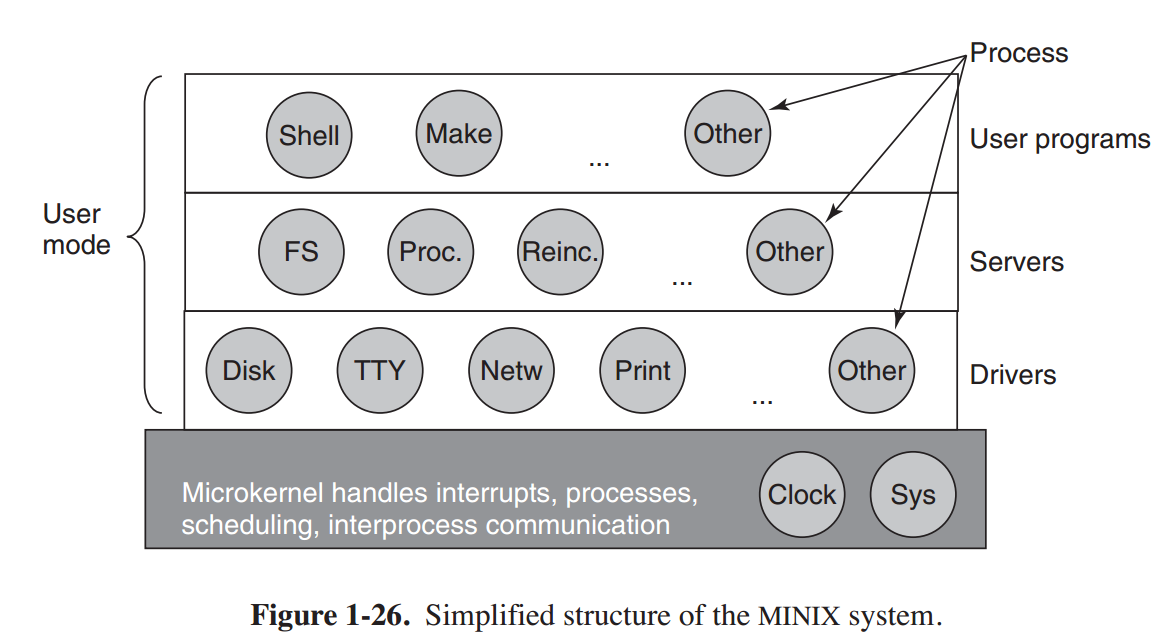 Process
Shell
Make
...
Other
User programs
User
mode
FS
Proc.
Reinc.
...
Other
Servers
Disk
TTY
Netw
Print
...
Other
Drivers
Microkernel handles interrupts, processes,
scheduling, interprocess communication
Clock
Sys
Figure 1-26. Simplified structure of the MINIX system.